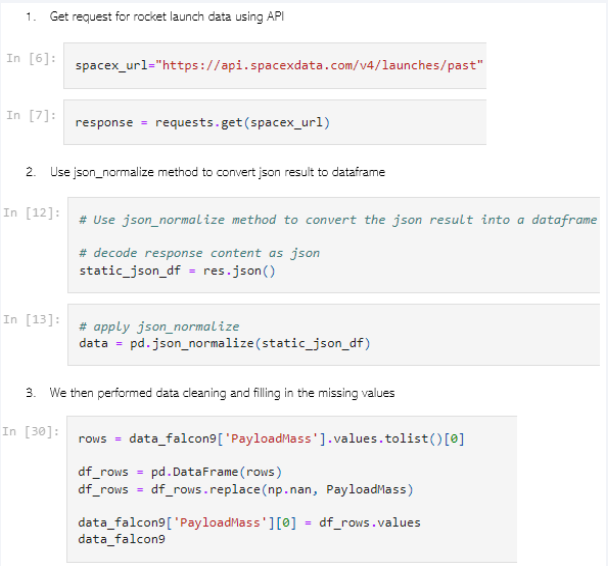 1. Get request for rocket launch data using API
In [6]: spacex_url="https://api.spacexdata.com/v4/launches/past"
In [7]: response = requests.get(spacex_url)
2. Use json_normalize method to convert json result to dataframe
In [12]: # Use json_normalize method to convert the json result into a dataframe
# decode response content as json
static_json_df = res.json()
In [13]: # apply json_normalize
data = pd.json_normalize(static_json_df)
3. We then performed data cleaning and filling in the missing values
In [30]: rows = data_falcon9['PayloadMass'].values.tolist()[0]
df_rows = pd.DataFrame(rows)
df_rows = df_rows.replace(np.nan, PayloadMass)
data_falcon9['PayloadMass'][0] = df_rows.values
data_falcon9